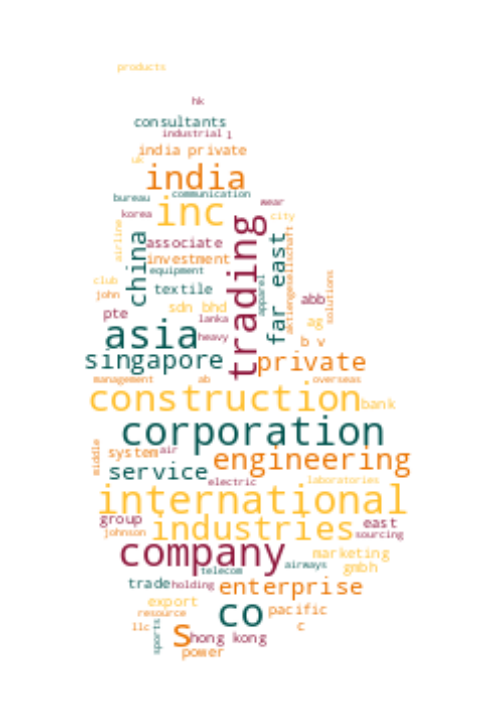 products
hk
consultants
industrial l
india private
uk
india
communication
bureau
wear
inc
korea
city
trading
airline
china
associate
far east
aktiengesellschaft
investment
equipment
apparel
solutions
club
john
textile
abb
sdn bhd
pte
lanka
ag
asia
heavy
b v
singapore
private
management
ab
overseas
construction
bank
corporation
middle
system
air
engineering
service
electric
laboratories
international
group
industries
east
johnson
sourcing
company
marketing
telecom
airways
gmbh
trade
holding
enterprise
export
co
pacific
resource
llc
sports
s
hong kong
c
power